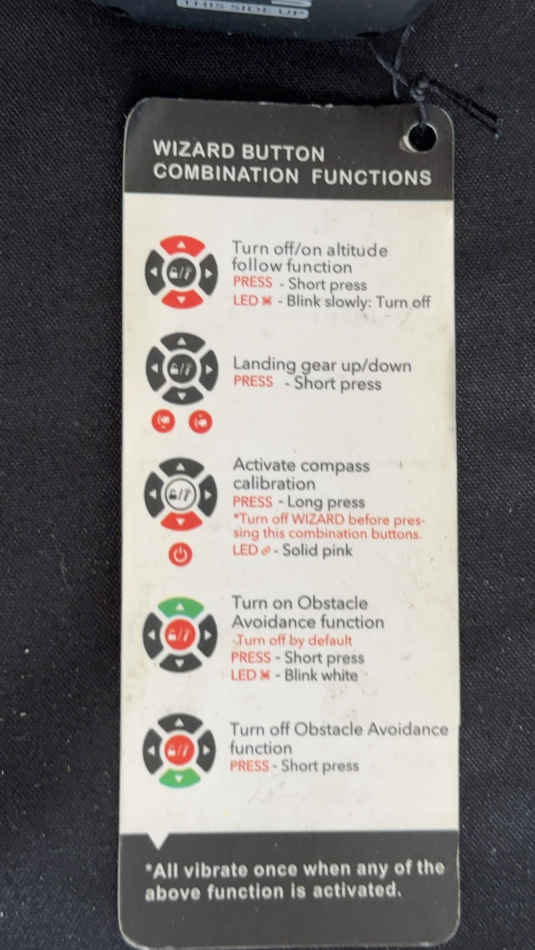 THIS SIDE UP
WIZARD BUTTON
COMBINATION FUNCTIONS
Turn off/on altitude
follow function
PRESS - Short press
LED - Blink slowly: Turn off
Landing gear up/down
PRESS - Short press
Activate compass
calibration
PRESS - Long press
*Turn off WIZARD before pres-
sing this combination buttons.
LED - Solid pink
Turn on Obstacle
Avoidance function
-Turn off by default
PRESS - Short press
LED - Blink white
Turn off Obstacle Avoidance
function
PRESS - Short press
*All vibrate once when any of the
above function is activated.